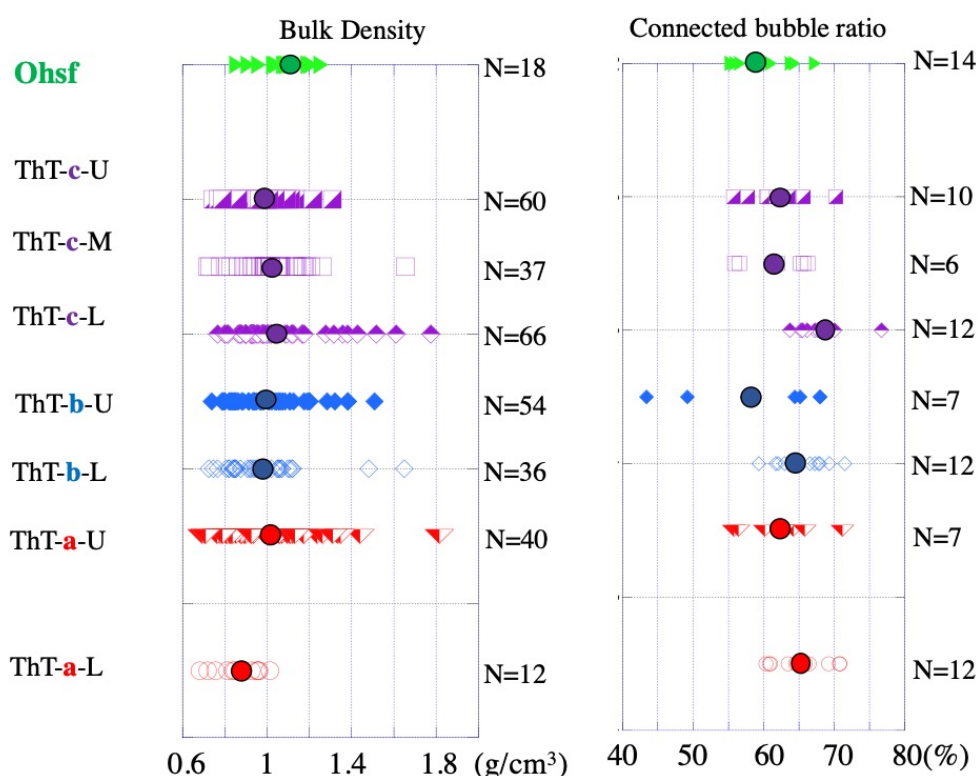 Bulk Density
Connected bubble ratio
Ohsf
N=18
N=14
ThT-c-U
N=60
N=10
ThT-c-M
N=37
N=6
ThT-c-L
N=66
N=12
ThT-b-U
N=54
N=7
ThT-b-L
N=36
N=12
ThT-a-U
N=40
N=7
ThT-a-L
N=12
N=12
0.6 1 1.4 1.8 (g/cm³)
40 50 60 70 80(%)